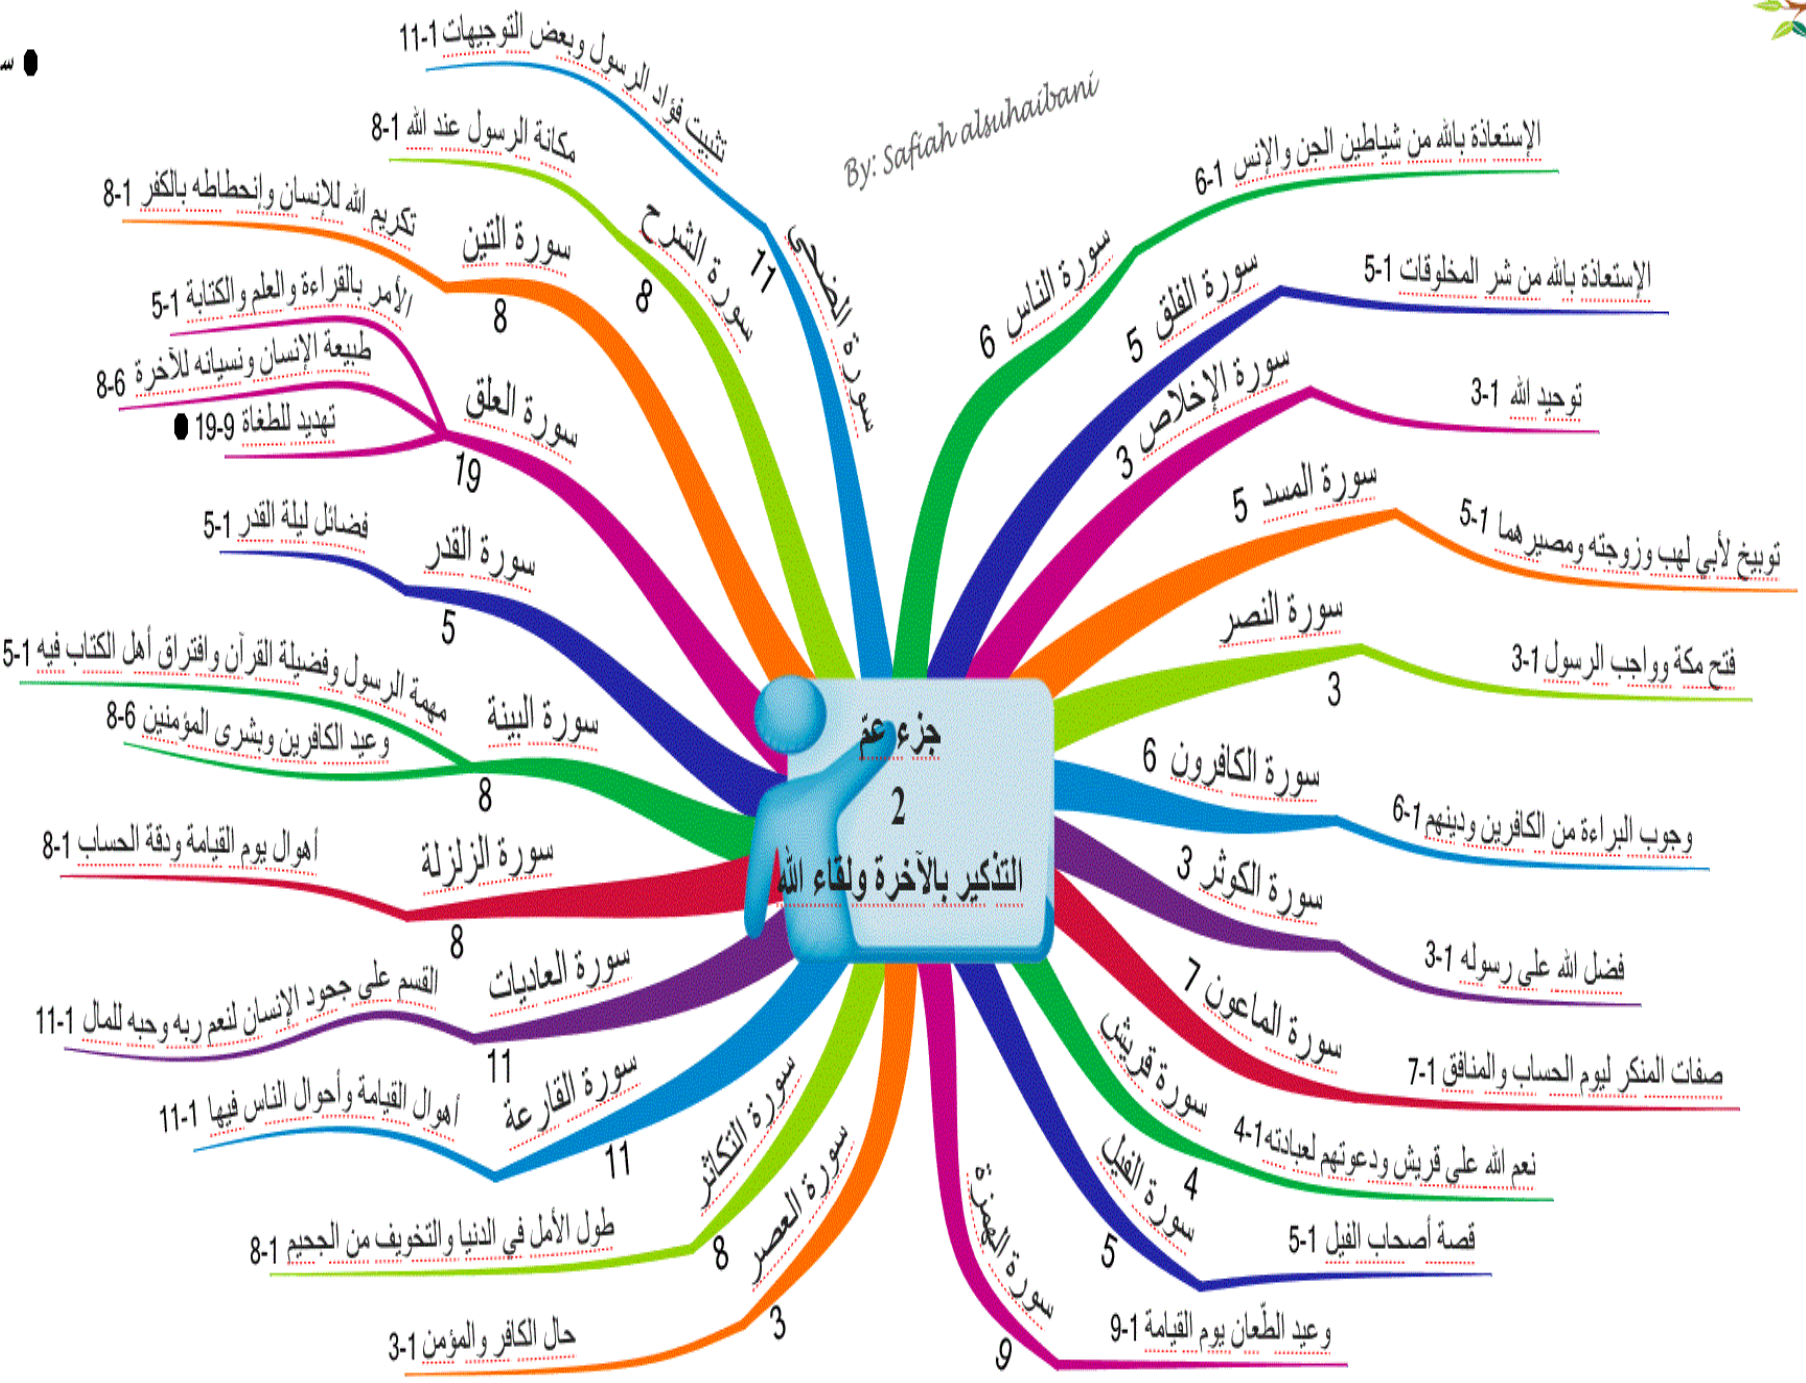 جزء عمّ
2
التذكير بالآخرة ولقاء الله
By: Safiah alsuhaibani
سورة الناس 6
الإستعاذة بالله من شياطين الجن والإنس 1-6
سورة الفلق 5
الإستعاذة بالله من شر المخلوقات 1-5
سورة الإخلاص 3
توحيد الله 1-3
سورة المسد 5
توبيخ لأبي لهب وزوجته ومصيرهما 1-5
سورة النصر
3
فتح مكة وواجب الرسول 1-3
سورة الكافرون 6
وجوب البراءة من الكافرين ودينهم 1-6
سورة الكوثر 3
فضل الله على رسوله 1-3
سورة الماعون 7
صفات المنكر ليوم الحساب والمنافق 1-7
سورة قريش
4
نعم الله على قريش ودعوتهم لعبادته 1-4
سورة الفيل
5
قصة أصحاب الفيل 1-5
سورة الهمزة
9
وعيد الطّعان يوم القيامة 1-9
سورة العصر
3
حال الكافر والمؤمن 1-3
سورة التكاثر
8
طول الأمل في الدنيا والتخويف من الجحيم 1-8
سورة القارعة
11
أهوال القيامة وأحوال الناس فيها 1-11
سورة العاديات
11
القسم على جحود الإنسان لنعم ربه وحبه للمال 1-11
سورة الزلزلة
8
أهوال يوم القيامة ودقة الحساب 1-8
سورة البينة
8
مهمة الرسول وفضيلة القرآن وافتراق أهل الكتاب فيه 1-5
وعيد الكافرين وبشرى المؤمنين 6-8
سورة القدر
5
فضائل ليلة القدر 1-5
سورة العلق
19
الأمر بالقراءة والعلم والكتابة 1-5
طبيعة الإنسان ونسيانه للآخرة 6-8
تهديد للطغاة 9-19
سورة التين
8
تكريم الله للإنسان وإنحطاطه بالكفر 1-8
سورة الشرح
8
مكانة الرسول عند الله 1-8
سورة الضحى
11
تثبيت فؤاد الرسول وبعض التوجيهات 1-11